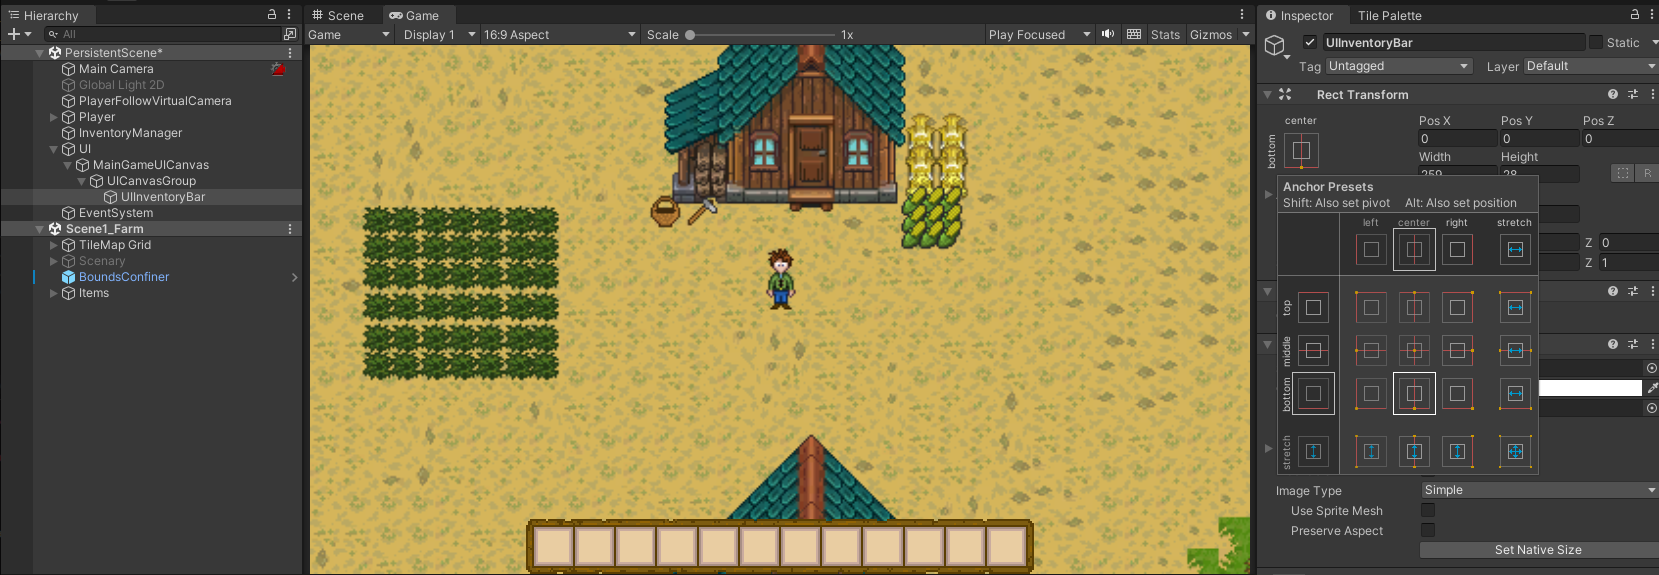 Hierarchy
All
PersistentScene*
Main Camera
Global Light 2D
PlayerFollowVirtualCamera
Player
InventoryManager
UI
MainGameUICanvas
UICanvasGroup
UIInventoryBar
EventSystem
Scene1_Farm
TileMap Grid
Scenary
BoundsConfiner
Items
Scene Game
Game Display 1 16:9 Aspect Scale 1x Play Focused Stats Gizmos
Inspector Tile Palette
UIInventoryBar Static
Tag Untagged Layer Default
Rect Transform
center Pos X Pos Y Pos Z
bottom 0 0 0
Width Height
259 28 R
Anchor Presets
Shift: Also set pivot Alt: Also set position
left center right stretch
Z 0
Z 1
top
middle
bottom
stretch
Image Type Simple
Use Sprite Mesh
Preserve Aspect
Set Native Size